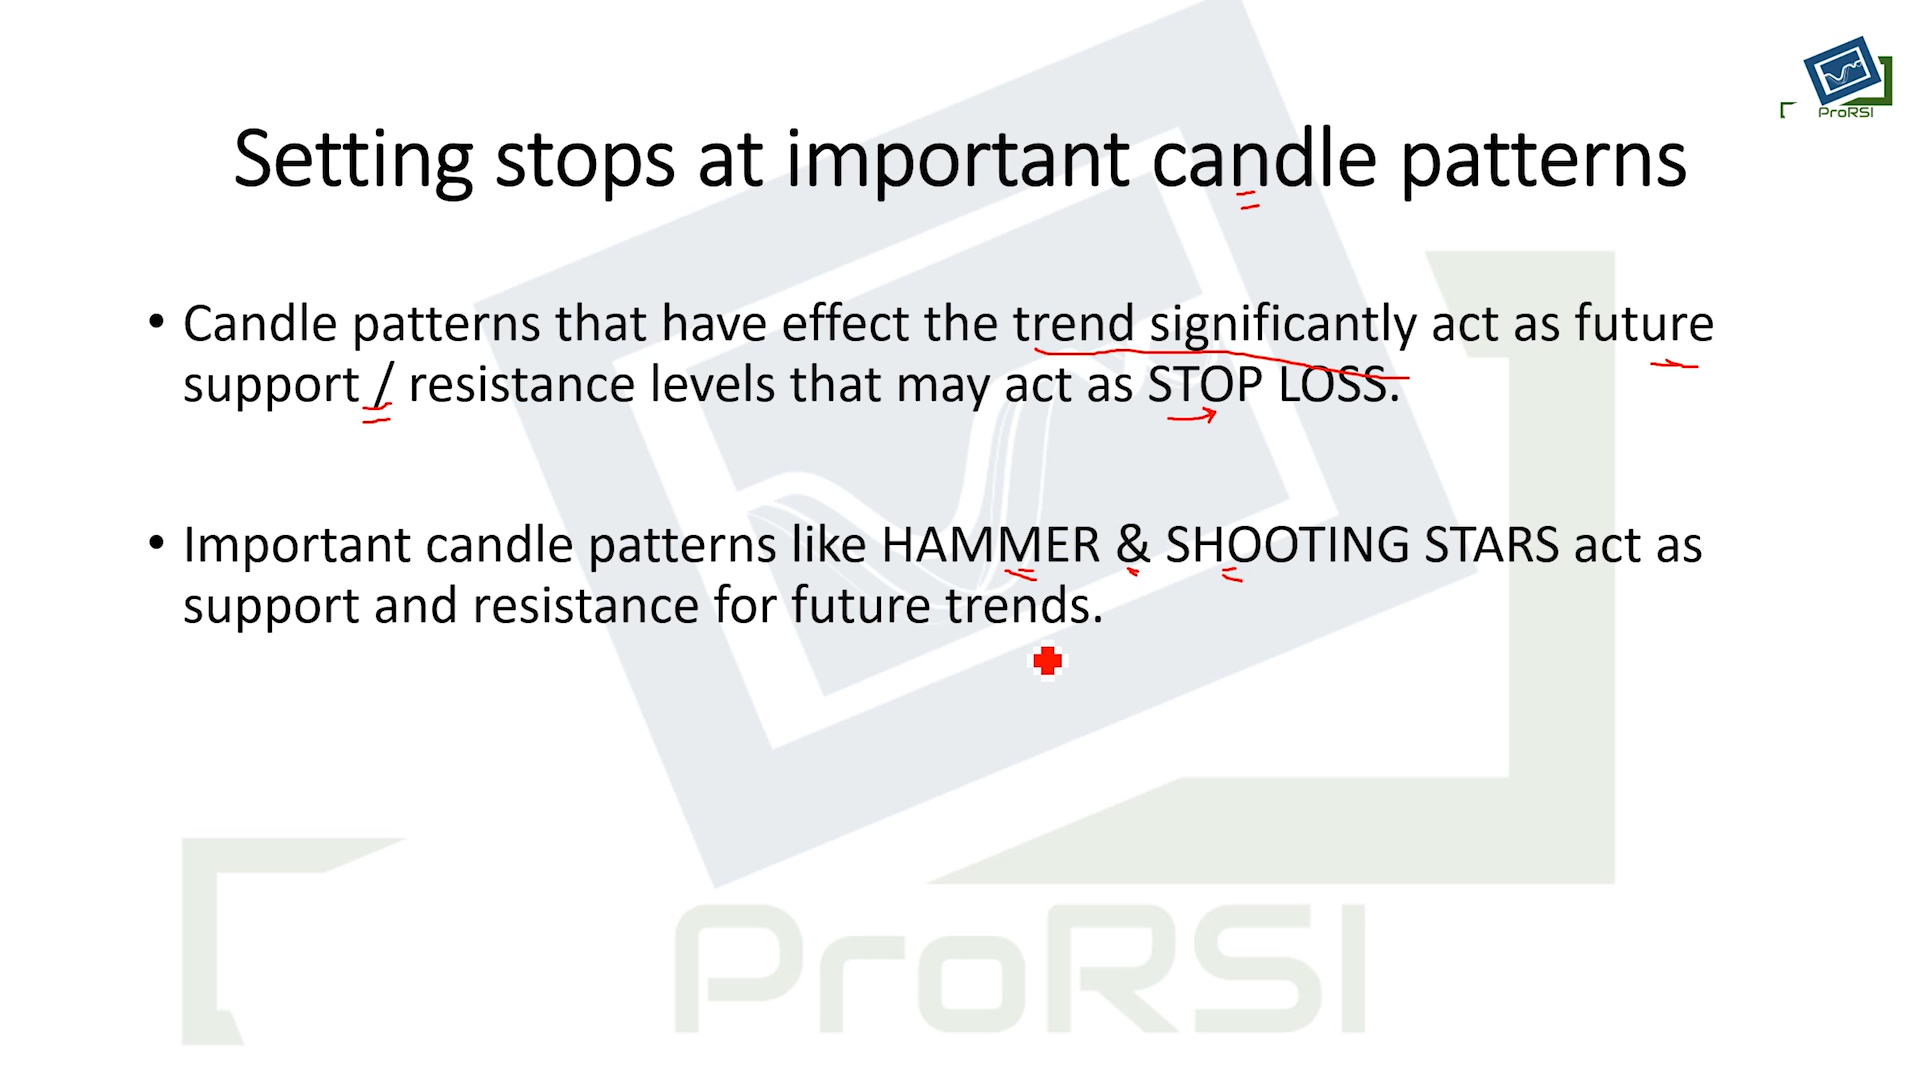 ProRSI
Setting stops at important candle patterns
• Candle patterns that have effect the trend significantly act as future
support / resistance levels that may act as STOP LOSS.
• Important candle patterns like HAMMER & SHOOTING STARS act as
support and resistance for future trends.
ProRSI